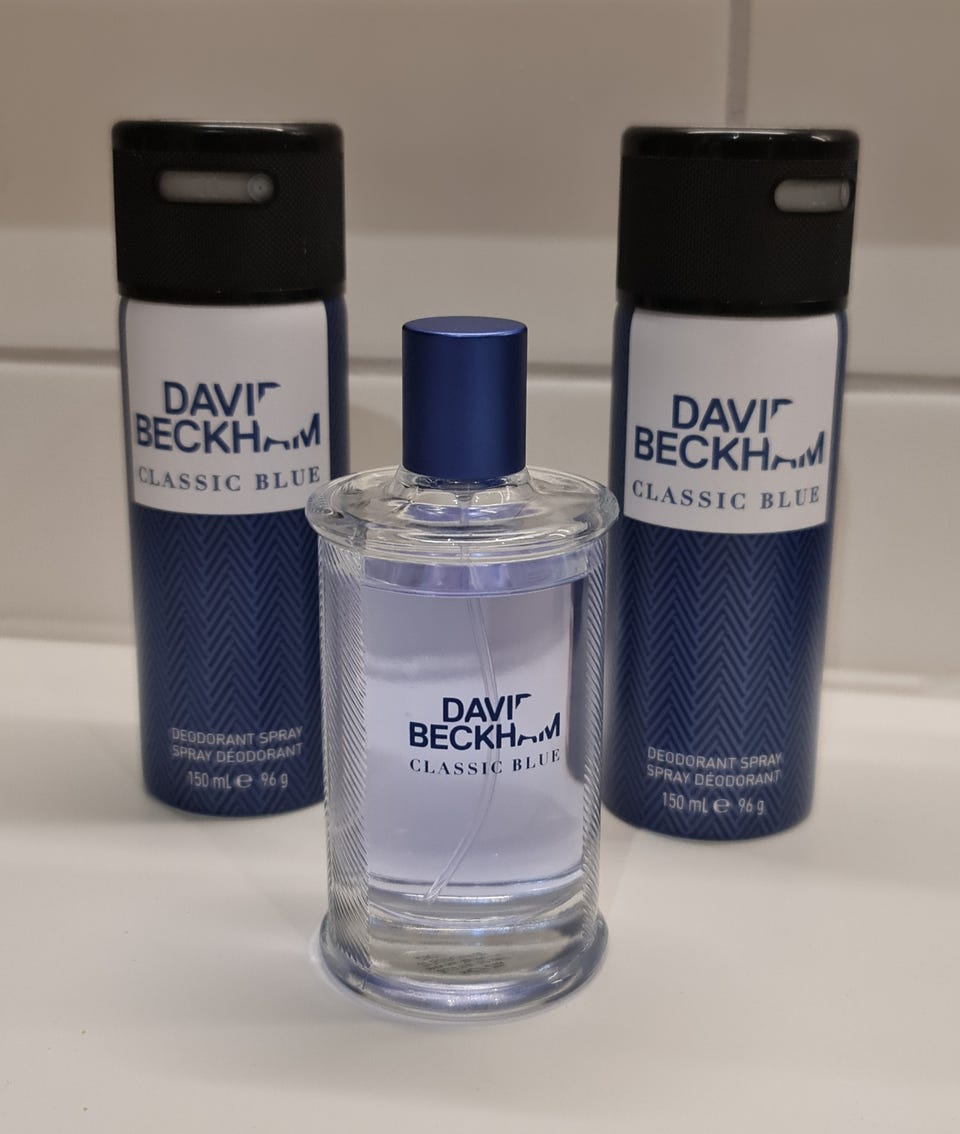 DAVID
BECKHAM
CLASSIC BLUE
DEODORANT SPRAY
SPRAY DÉODORANT
150 mL e 96 g
DAVID
BECKHAM
CLASSIC BLUE
DAVID
BECKHAM
CLASSIC BLUE
DEODORANT SPRAY
SPRAY DÉODORANT
150 mL e 96 g